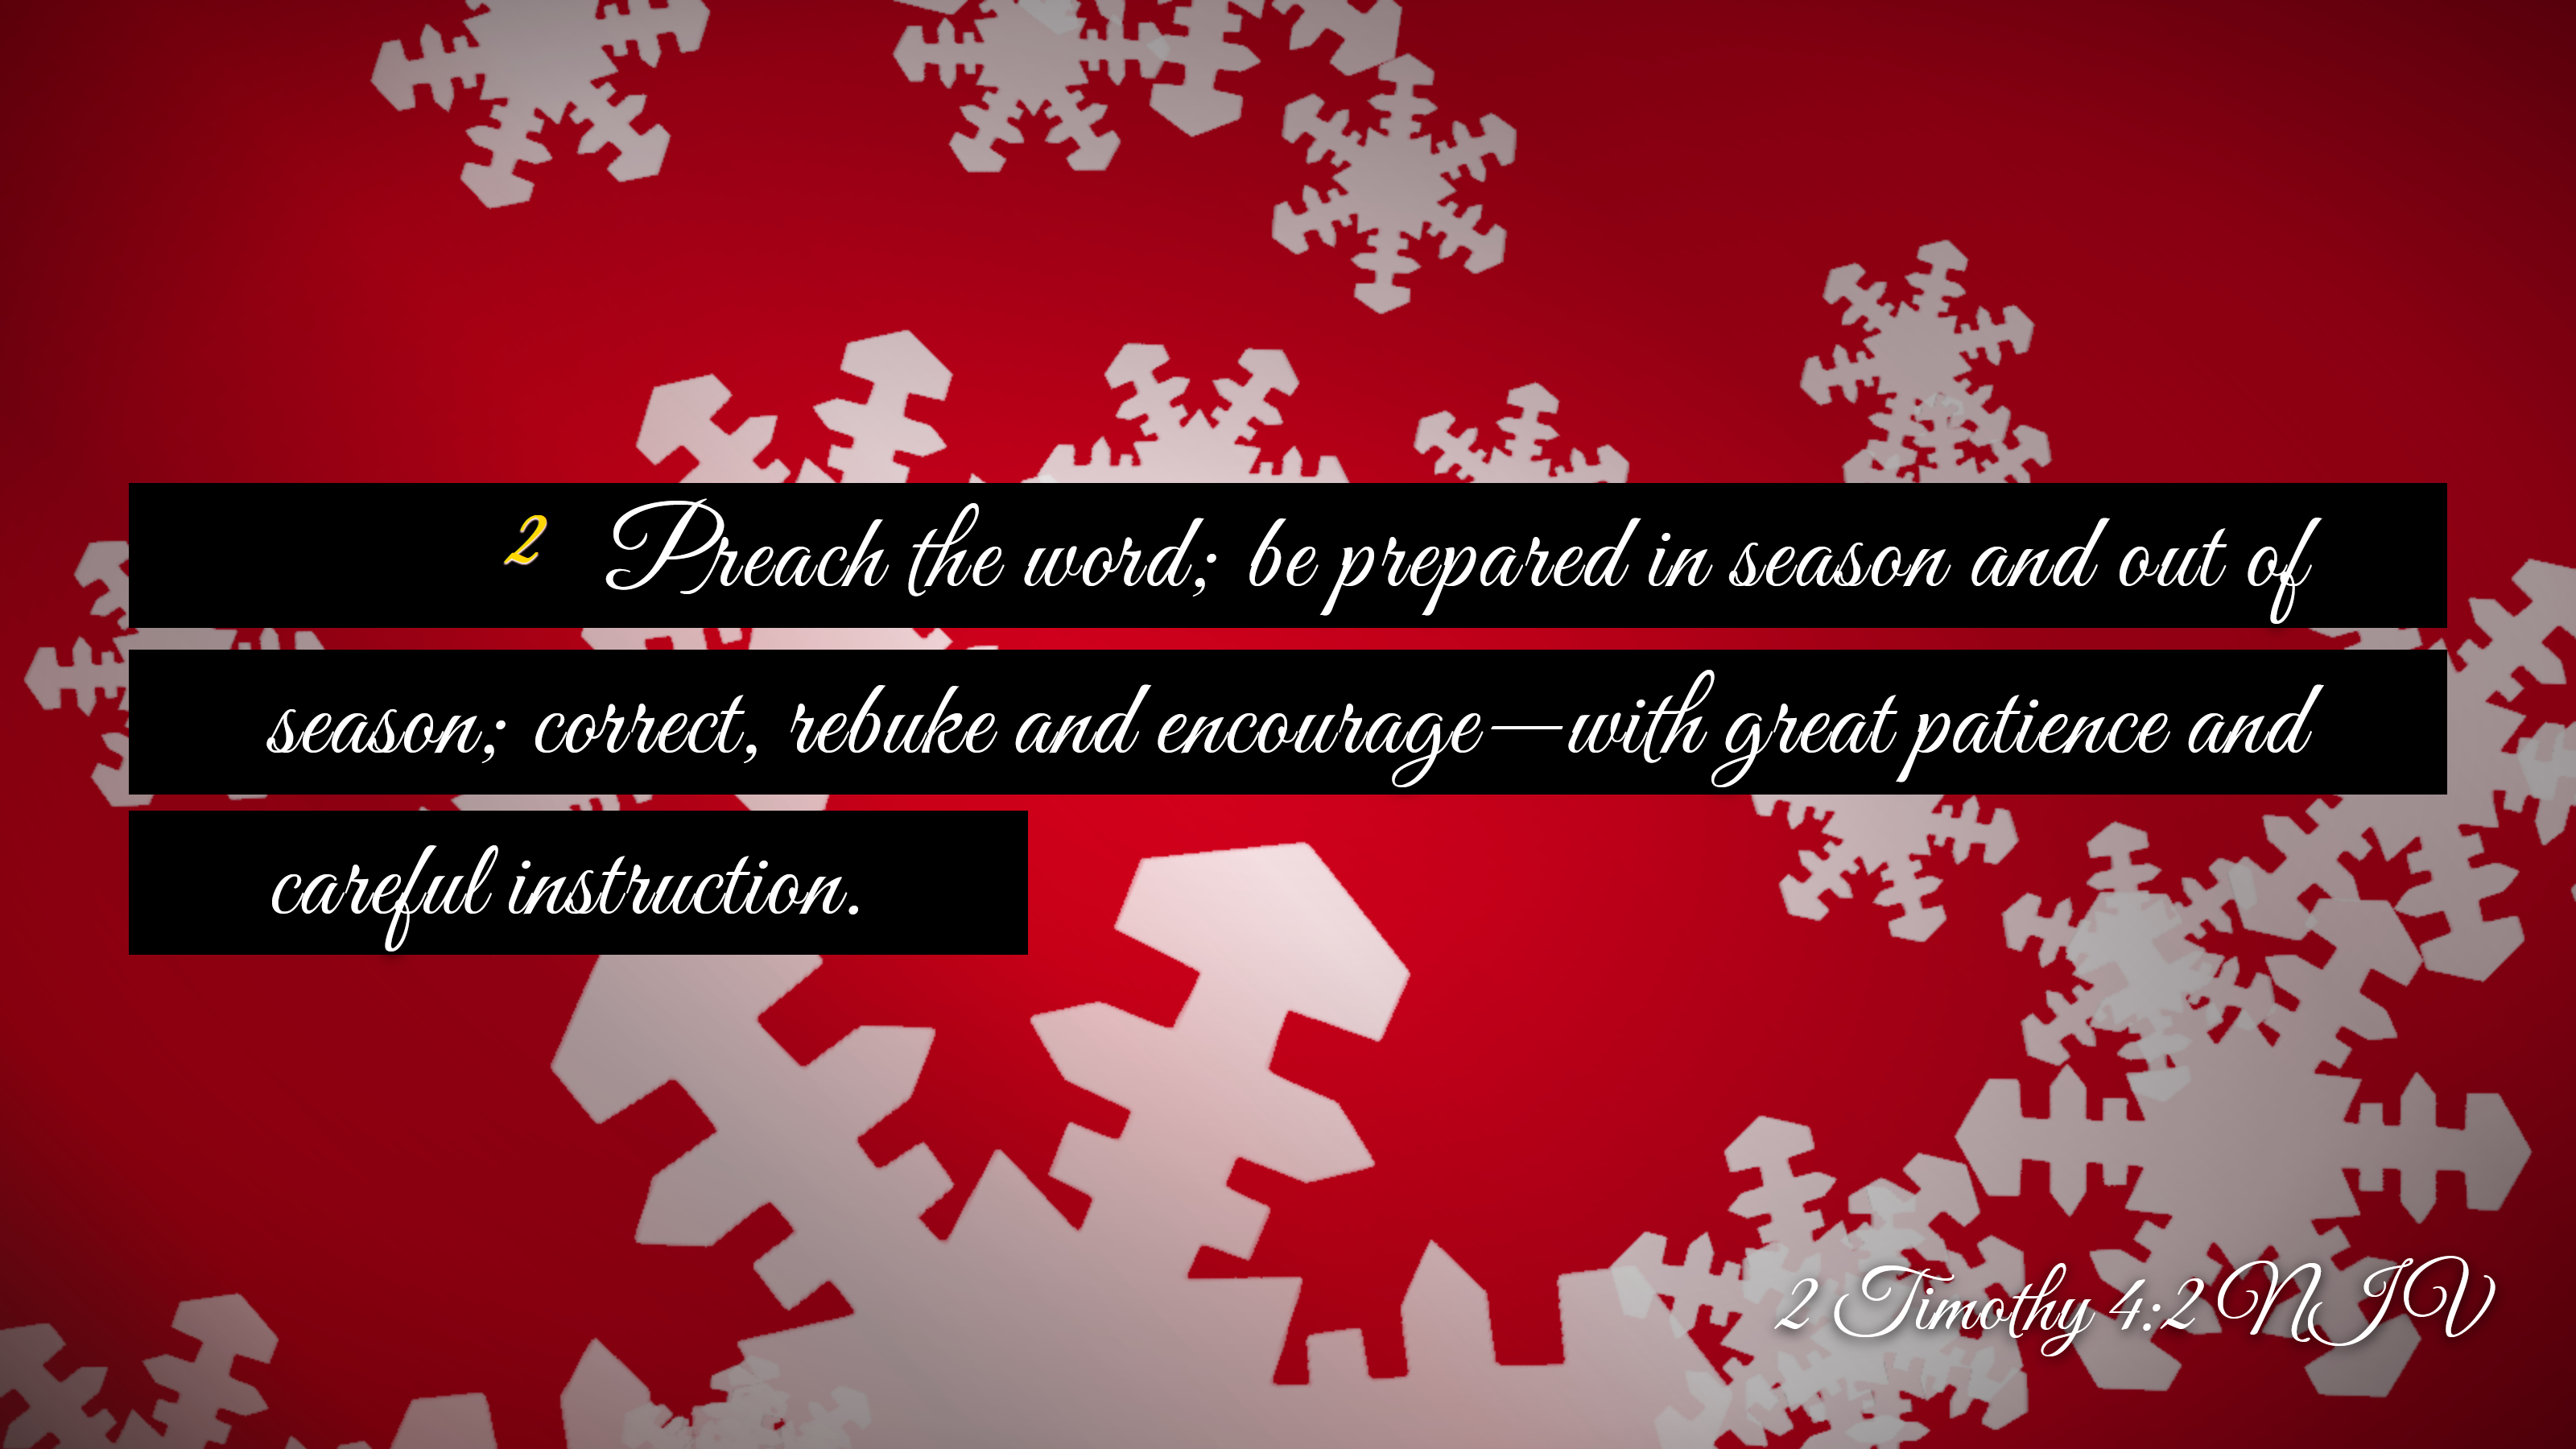 2 Preach the word; be prepared in season and out of
season; correct, rebuke and encourage—with great patience and
careful instruction.
2 Timothy 4:2 NIV